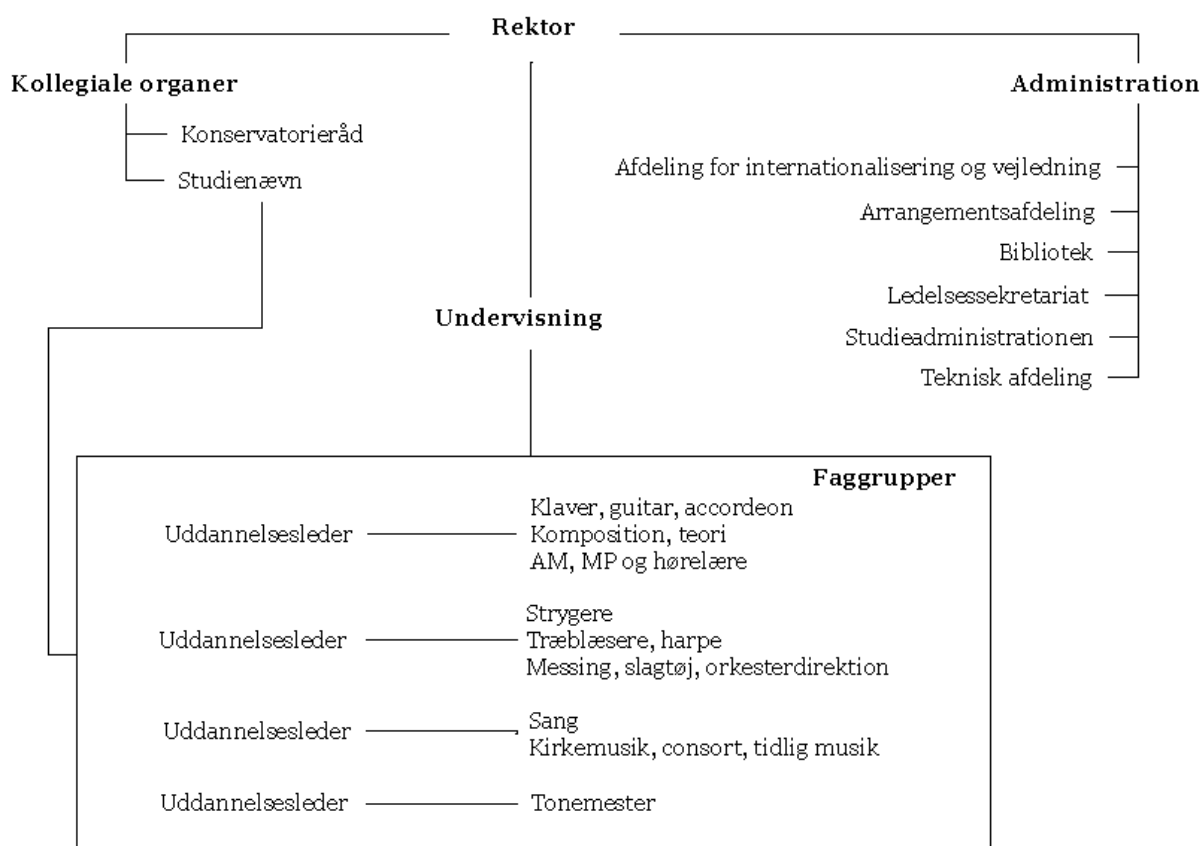 Rektor
Kollegiale organer
Administration
Konservatorieråd
Studienævn
Afdeling for internationalisering og vejledning
Arrangementsafdeling
Bibliotek
Ledelsessekretariat
Studieadministrationen
Teknisk afdeling
Undervisning
Faggrupper
Uddannelsesleder
Klaver, guitar, accordeon
Komposition, teori
AM, MP og hørelære
Uddannelsesleder
Strygere
Træblæsere, harpe
Messing, slagtøj, orkesterdirektion
Uddannelsesleder
Sang
Kirkemusik, consort, tidlig musik
Uddannelsesleder
Tonemester